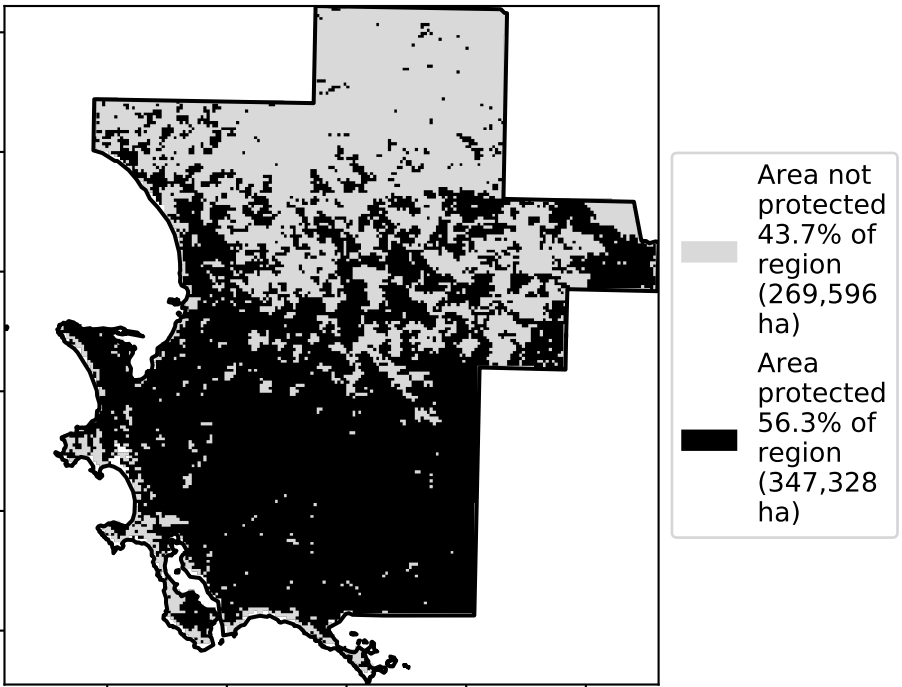 Area not
protected
43.7% of
region
(269,596
ha)
Area
protected
56.3% of
region
(347,328
ha)